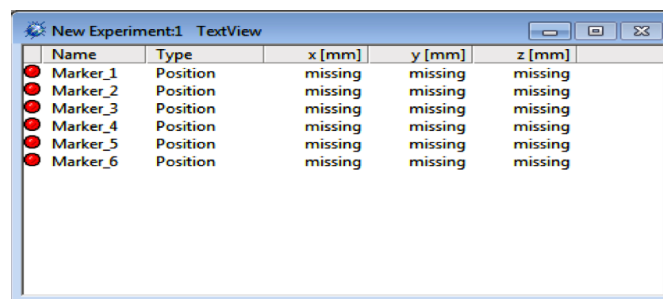 New Experiment:1 TextView
Name Type x [mm] y [mm] z [mm]
Marker_1 Position missing missing missing
Marker_2 Position missing missing missing
Marker_3 Position missing missing missing
Marker_4 Position missing missing missing
Marker_5 Position missing missing missing
Marker_6 Position missing missing missing